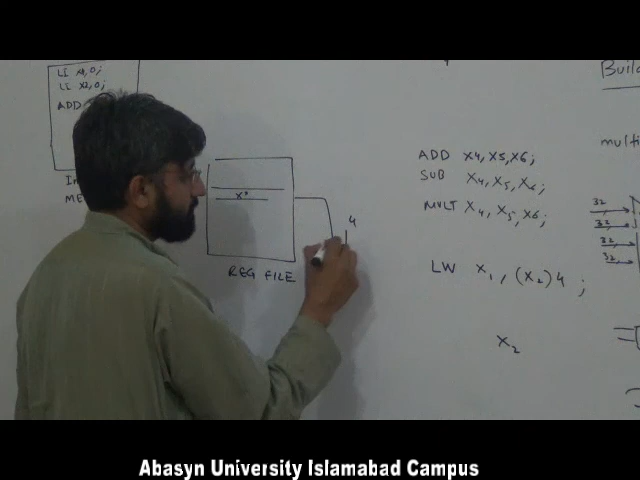 LI X1,0;
LI X2,0;
ADD
REG FILE
4
ADD X4,X5,X6;
SUB X4,X5,X6;
MULT X4,X5,X6;
LW X1,(X2)4;
X2
multi
32
32
32
32
Abasyn University Islamabad Campus